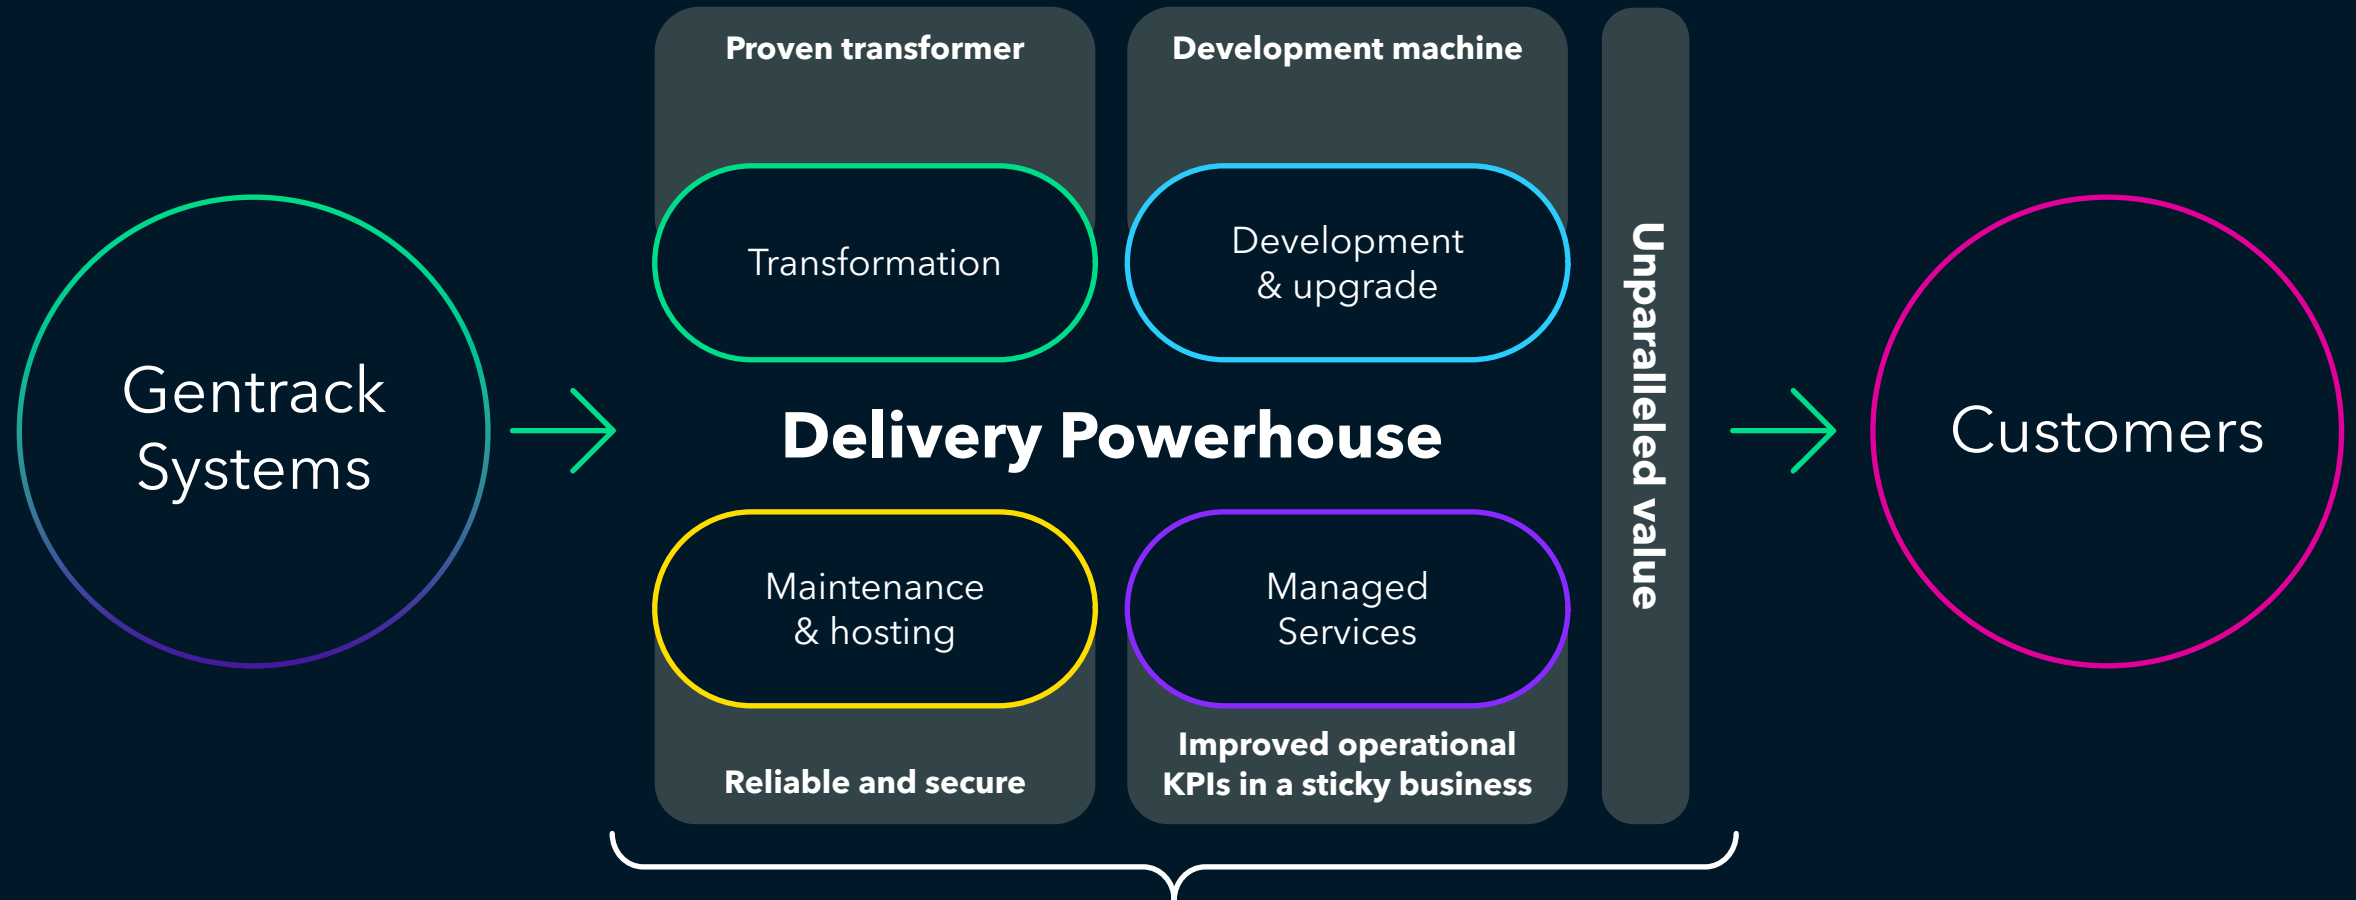 Proven transformer
Development machine
Transformation
Development
& upgrade
Gentrack
Systems
Delivery Powerhouse
Unparalleled value
Customers
Maintenance
& hosting
Managed
Services
Reliable and secure
Improved operational
KPIs in a sticky business